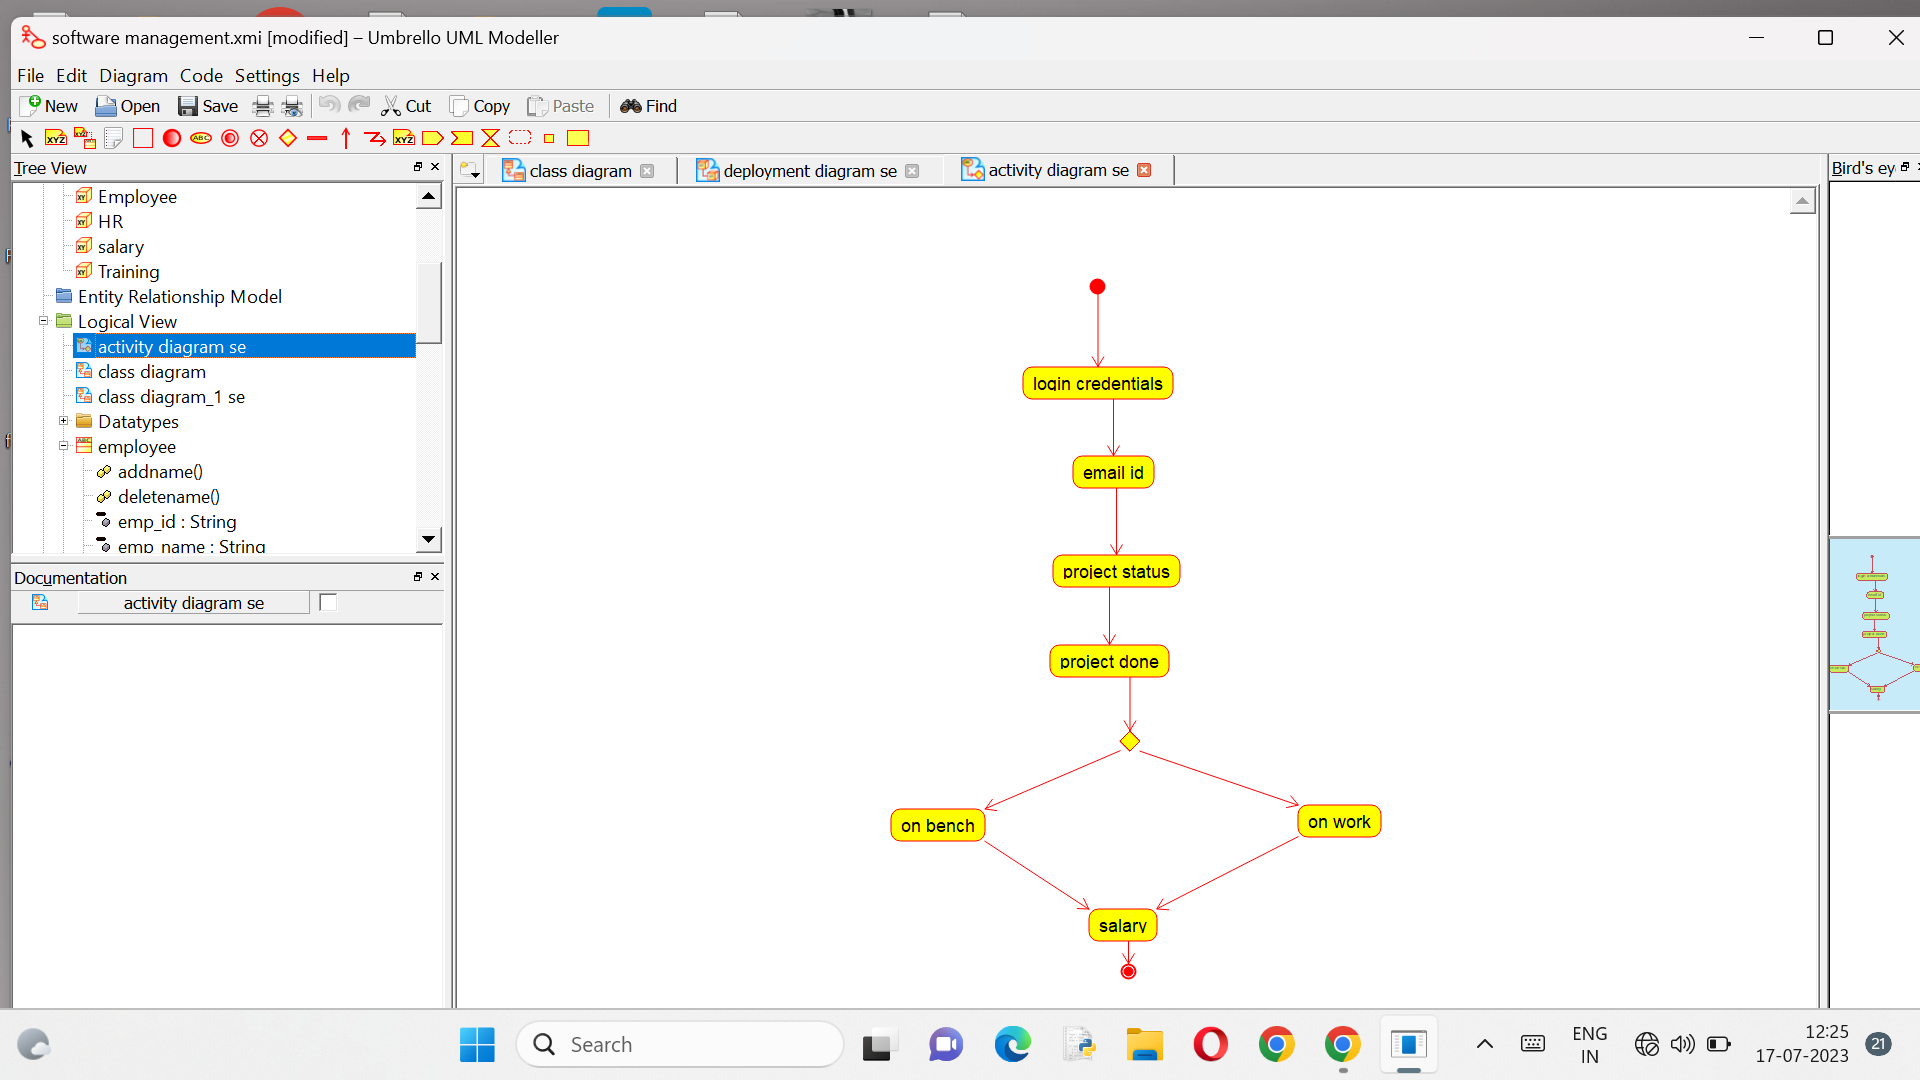 software management.xmi [modified] – Umbrello UML Modeller
File Edit Diagram Code Settings Help
New Open Save Cut Copy Paste Find
XYZ XYZ ABC XYZ
Tree View
class diagram deployment diagram se activity diagram se
Bird's ey
Employee
HR
salary
Training
Entity Relationship Model
Logical View
activity diagram se
class diagram
class diagram_1 se
Datatypes
employee
addname()
deletename()
emp_id : String
emp_name : String
Documentation
activity diagram se
login credentials
email id
project status
project done
on bench
on work
salary
Search
ENG
IN
12:25
17-07-2023
21